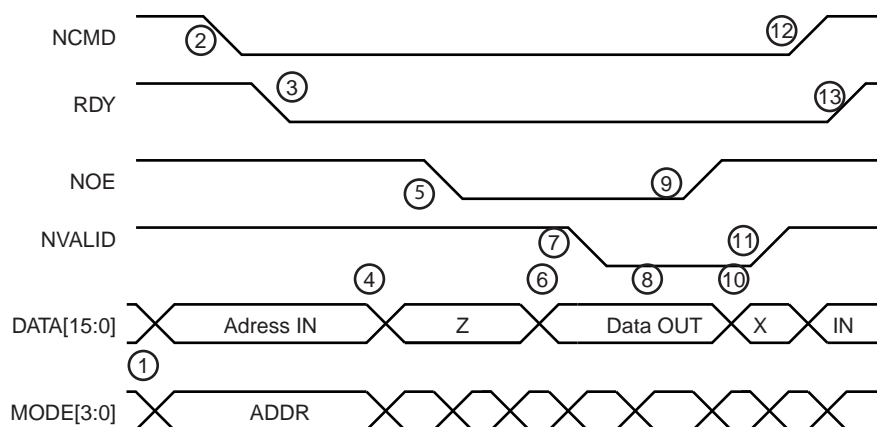 NCMD
2
12
RDY
3
13
NOE
5
9
NVALID
7
11
4
6
8
10
DATA[15:0]
Adress IN
Z
Data OUT
X
IN
1
MODE[3:0]
ADDR